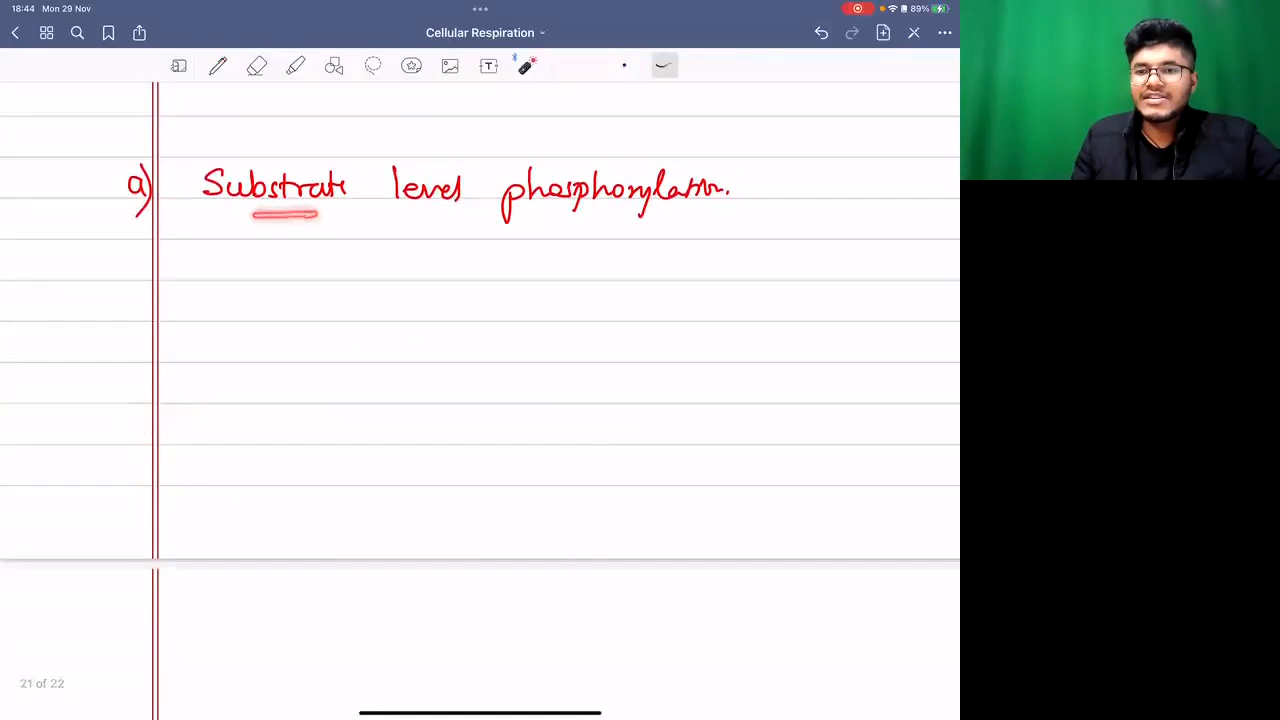 18:44 Mon 29 Nov
89%
Cellular Respiration
T
a) Substrate level phosphorylation.
21 of 22